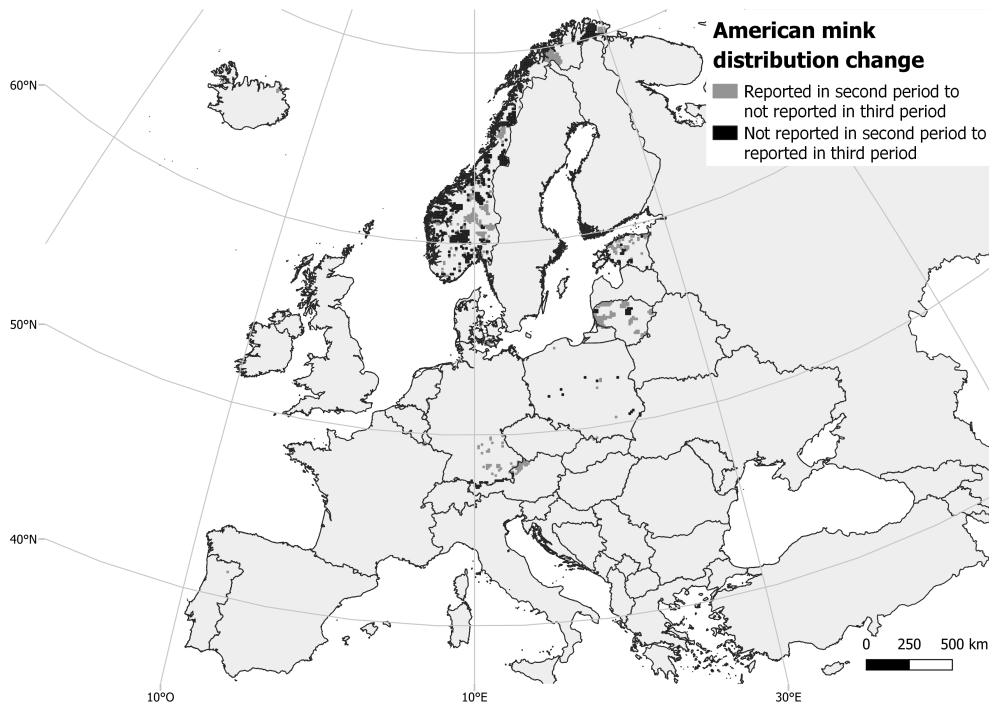 American mink
distribution change
Reported in second period to
not reported in third period
Not reported in second period to
reported in third period
60°N
50°N
40°N
0 250 500 km
10°O 10°E 30°E